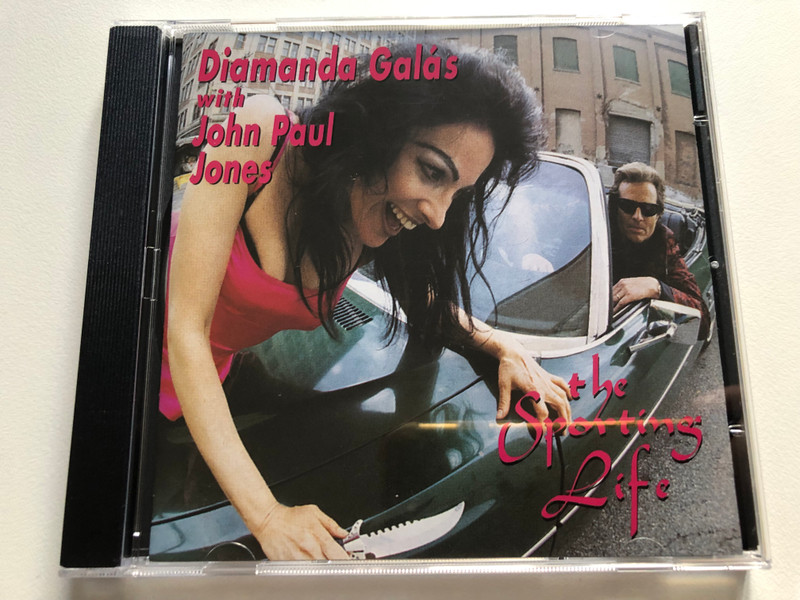 Diamanda Galás
with
John Paul
Jones
the
Sporting
Life